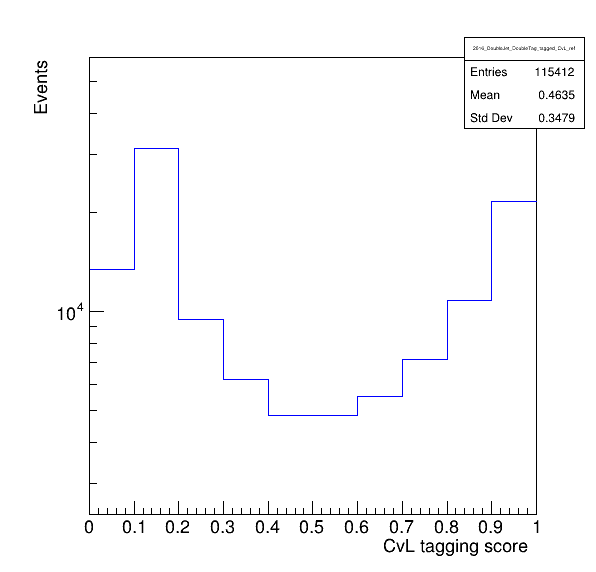 2016_DoubleJet_DoubleTag_tagged_CvL_ref
Entries 115412
Mean 0.4635
Std Dev 0.3479
Events
10^4
0 0.1 0.2 0.3 0.4 0.5 0.6 0.7 0.8 0.9 1
CvL tagging score